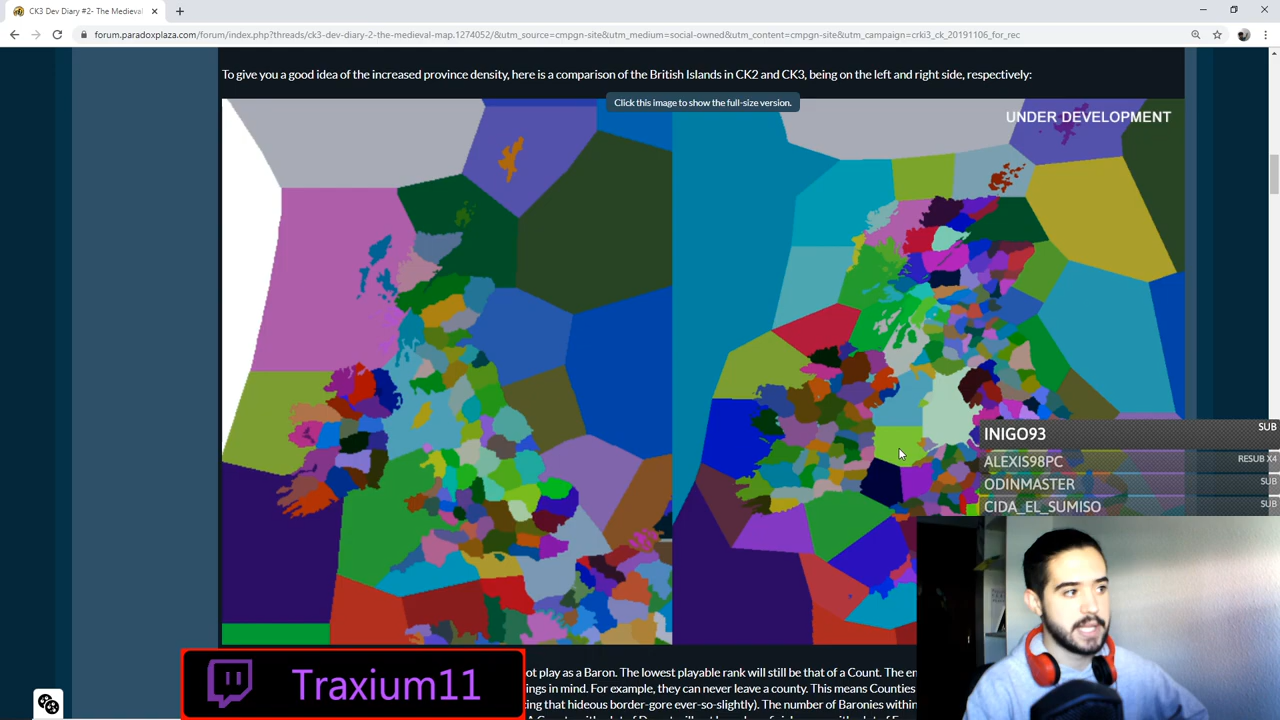 CK3 Dev Diary #2- The Medieval
forum.paradoxplaza.com/forum/index.php?threads/ck3-dev-diary-2-the-medieval-map.1274052/&utm_source=cmpgn-site&utm_medium=social-owned&utm_content=cmpgn-site&utm_campaign=crki3_ck_20191106_for_rec
To give you a good idea of the increased province density, here is a comparison of the British Islands in CK2 and CK3, being on the left and right side, respectively:
Click this image to show the full-size version.
UNDER DEVELOPMENT
INIGO93 SUB
ALEXIS98PC RESUB X4
ODINMASTER SUB
CIDA_EL_SUMISO SUB
Traxium11
ot play as a Baron. The lowest playable rank will still be that of a Count. The en
ngs in mind. For example, they can never leave a county. This means Counties
ing that hideous border-gore ever-so-slightly). The number of Baronies within